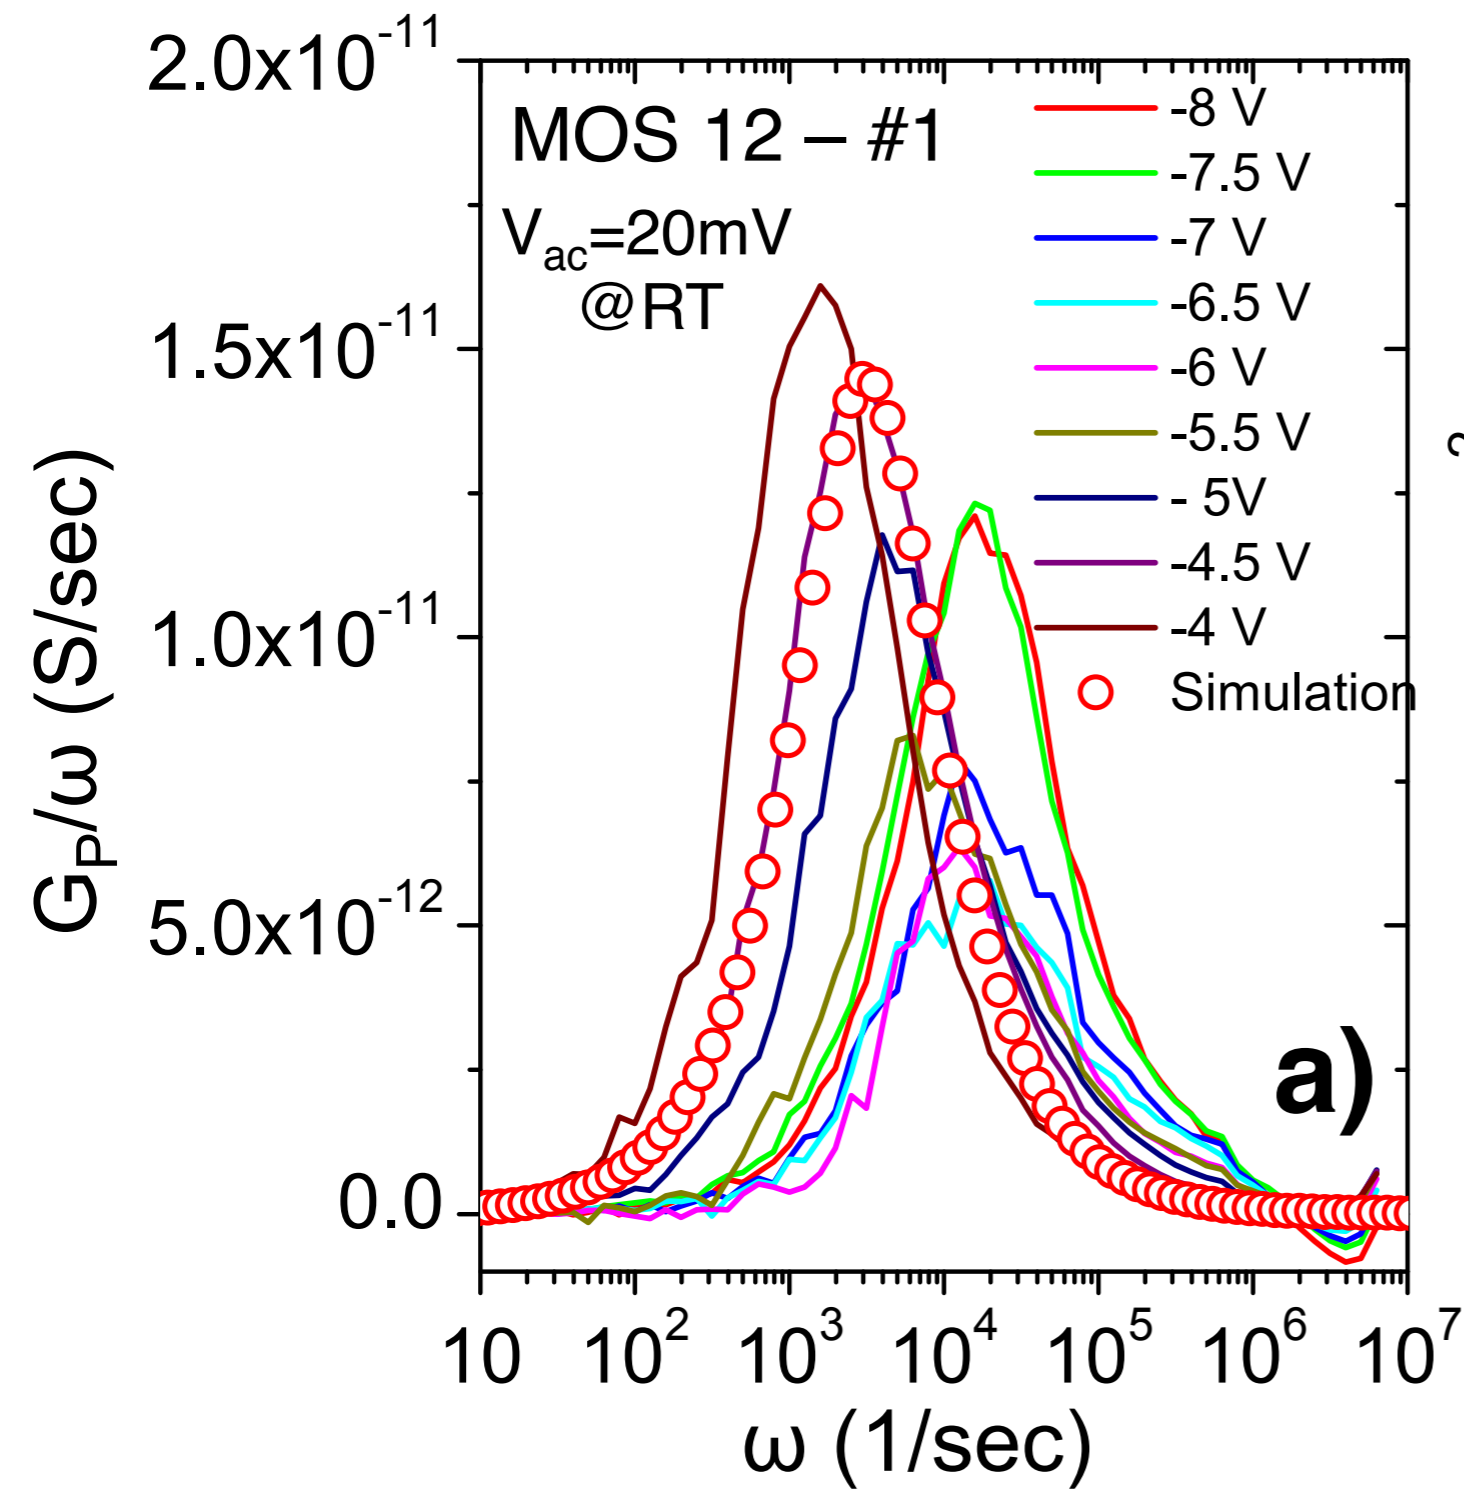 2.0x10⁻¹¹
1.5x10⁻¹¹
1.0x10⁻¹¹
5.0x10⁻¹²
0.0
G_P/ω (S/sec)
MOS 12 – #1
V_ac=20mV
@RT
-8 V
-7.5 V
-7 V
-6.5 V
-6 V
-5.5 V
- 5V
-4.5 V
-4 V
Simulation
a)
10 10² 10³ 10⁴ 10⁵ 10⁶ 10⁷
ω (1/sec)